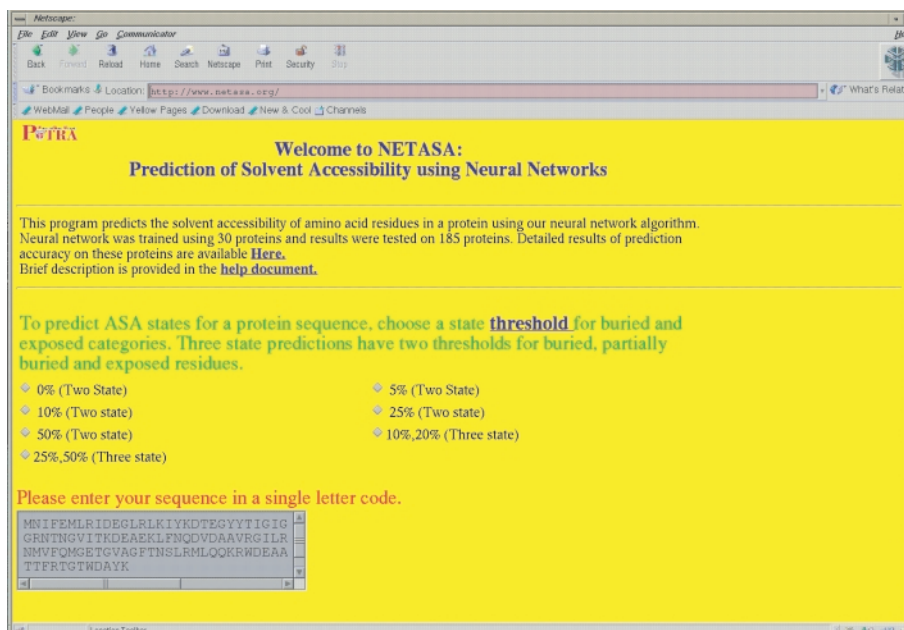 Netscape:
File Edit View Go Communicator
Back Forward Reload Home Search Netscape Print Security Stop
Bookmarks Location: http://www.netasa.org/ What's Relat
WebMail People Yellow Pages Download New & Cool Channels
Welcome to NETASA:
Prediction of Solvent Accessibility using Neural Networks
This program predicts the solvent accessibility of amino acid residues in a protein using our neural network algorithm.
Neural network was trained using 30 proteins and results were tested on 185 proteins. Detailed results of prediction
accuracy on these proteins are available Here.
Brief description is provided in the help document.
To predict ASA states for a protein sequence, choose a state threshold for buried and
exposed categories. Three state predictions have two thresholds for buried, partially
buried and exposed residues.
0% (Two State) 5% (Two state)
10% (Two state) 25% (Two state)
50% (Two state) 10%,20% (Three state)
25%,50% (Three state)
Please enter your sequence in a single letter code.
MNIFEMLRIDEGLRLKIYKDTEGYYTIGIG
GRNTNGVITKDEAEKLFNQDVDAAVRGILR
NMVFQMGETGVAGFTNSLRMLQQKRWDEAA
TTFRTGTWDAYK